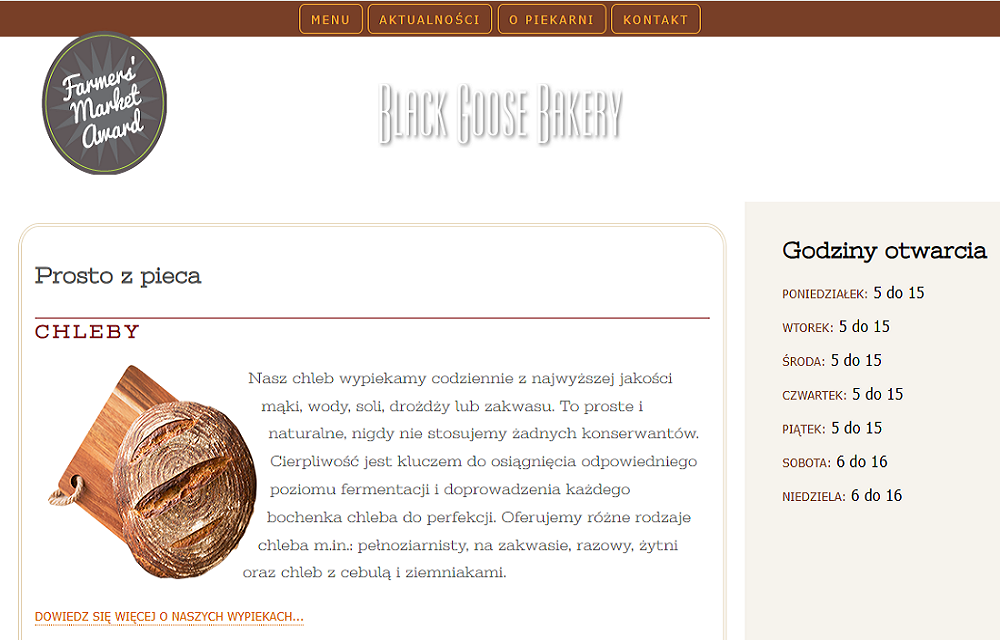 MENU
AKTUALNOŚCI
O PIEKARNI
KONTAKT
Farmers'
Market
Award
Black Goose Bakery
Prosto z pieca
CHLEBY
Nasz chleb wypiekamy codziennie z najwyższej jakości
mąki, wody, soli, drożdży lub zakwasu. To proste i
naturalne, nigdy nie stosujemy żadnych konserwantów.
Cierpliwość jest kluczem do osiągnięcia odpowiedniego
poziomu fermentacji i doprowadzenia każdego
bochenka chleba do perfekcji. Oferujemy różne rodzaje
chleba m.in.: pełnoziarnisty, na zakwasie, razowy, żytni
oraz chleb z cebulą i ziemniakami.
DOWIEDZ SIĘ WIĘCEJ O NASZYCH WYPIEKACH...
Godziny otwarcia
PONIEDZIAŁEK: 5 do 15
WTOREK: 5 do 15
ŚRODA: 5 do 15
CZWARTEK: 5 do 15
PIĄTEK: 5 do 15
SOBOTA: 6 do 16
NIEDZIELA: 6 do 16